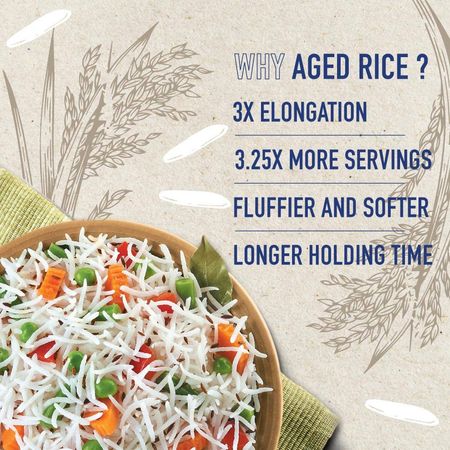 WHY AGED RICE ?
3X ELONGATION
3.25X MORE SERVINGS
FLUFFIER AND SOFTER
LONGER HOLDING TIME